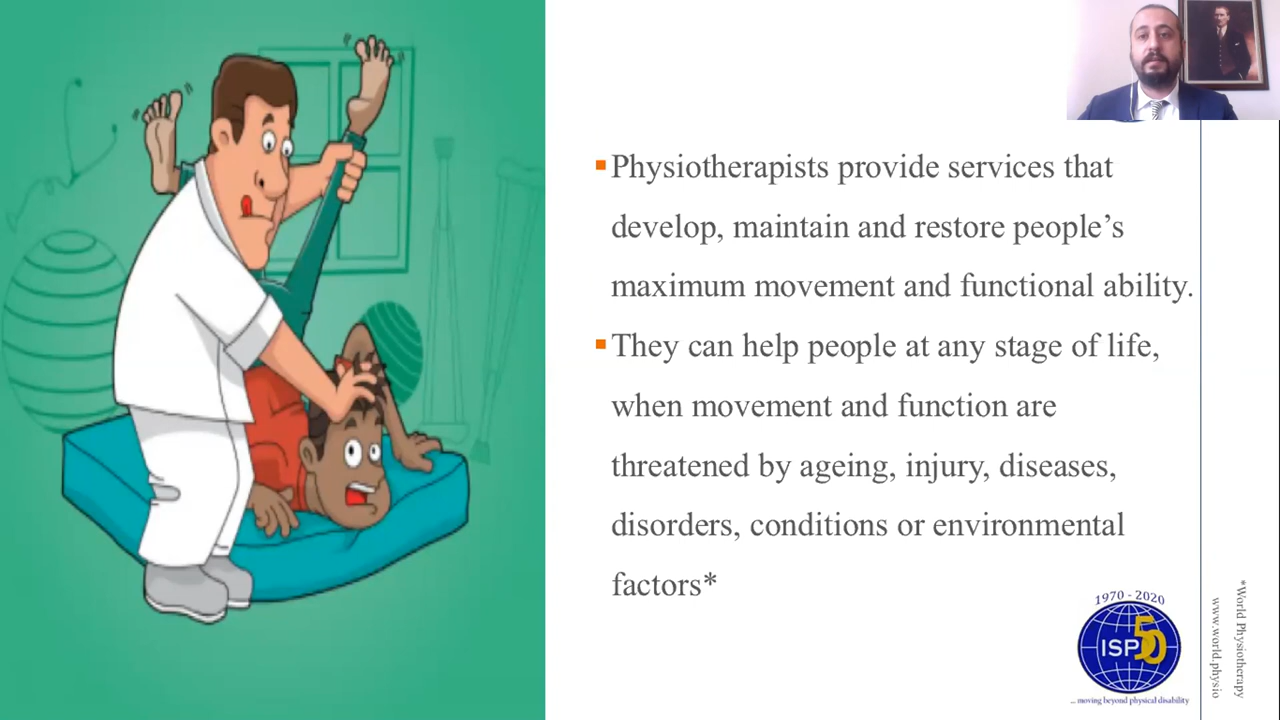 ▪Physiotherapists provide services that
develop, maintain and restore people’s
maximum movement and functional ability.
▪They can help people at any stage of life,
when movement and function are
threatened by ageing, injury, diseases,
disorders, conditions or environmental
factors*
1970 - 2020
ISP50
... moving beyond physical disability
*World Physiotherapy
www.world.physio